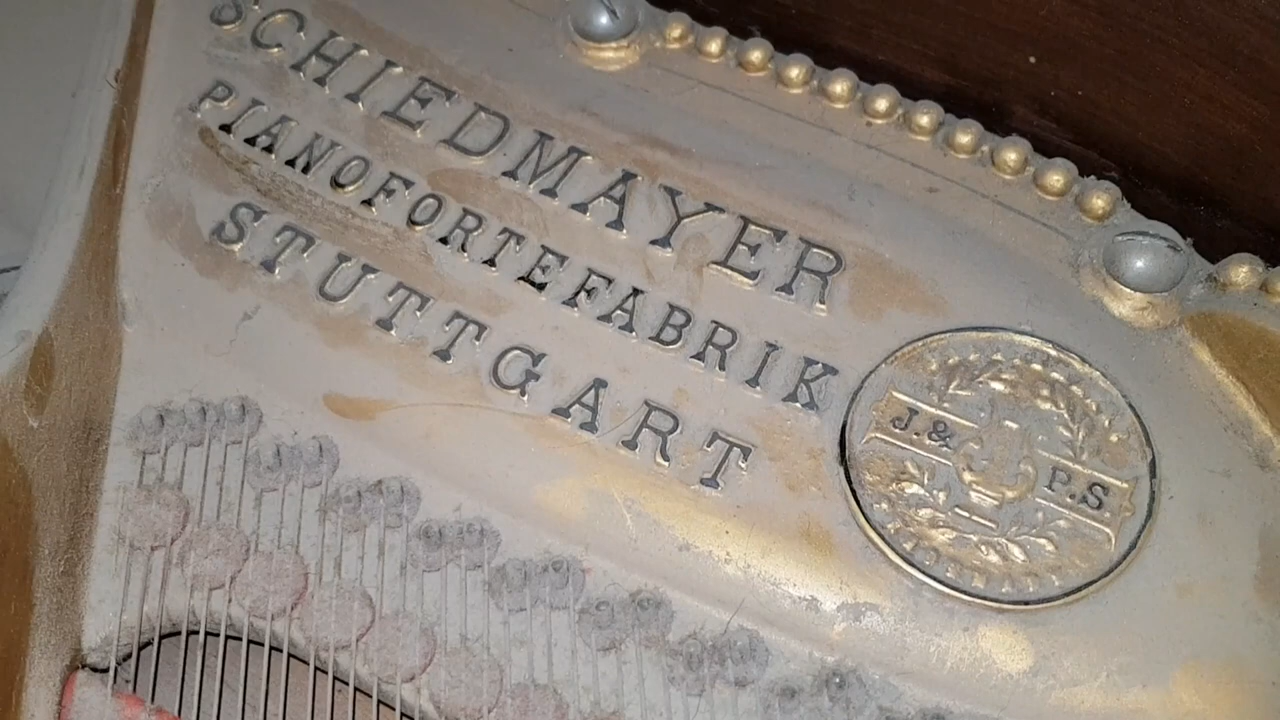 SCHIEDMAYER
PIANOFORTEFABRIK
STUTTGART
J.&
P.S